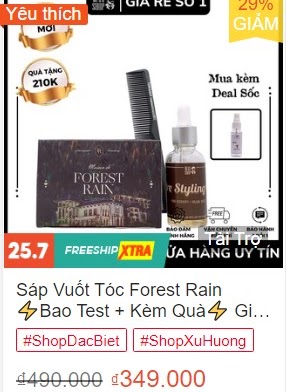 GIÁ RẺ SỐ 1
Yêu thích
29%
GIẢM
MỚI
QUÀ TẶNG
210K
Mua kèm
Deal Sốc
FOREST
RAIN
Styling
FREE
Tài Trợ
25.7
FREESHIP XTRA
CỬA HÀNG UY TÍN
Sáp Vuốt Tóc Forest Rain
⚡Bao Test + Kèm Quà⚡ Gi...
#ShopDacBiet
#ShopXuHuong
₫490.000 ₫349.000